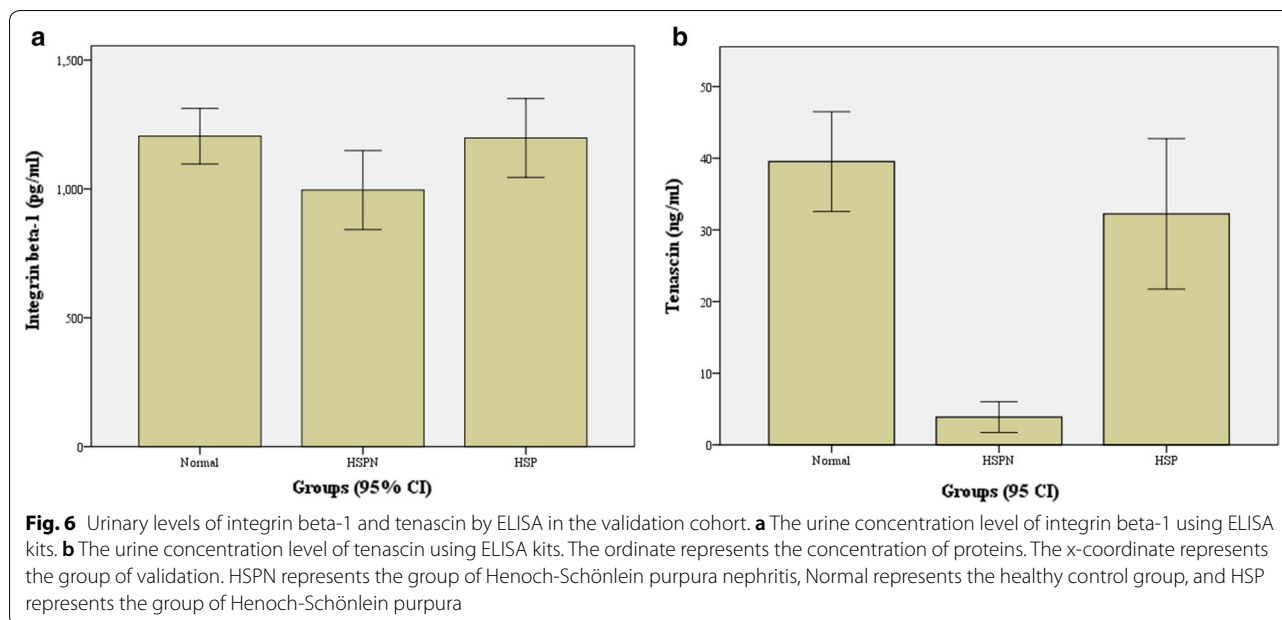 a
1,500
1,000
500
0
Integrin beta-1 (pg/ml)
Normal
HSPN
HSP
Groups (95% CI)
b
50
40
30
20
10
0
Tenascin (ng/ml)
Normal
HSPN
HSP
Groups (95 CI)
Fig. 6 Urinary levels of integrin beta-1 and tenascin by ELISA in the validation cohort. a The urine concentration level of integrin beta-1 using ELISA
kits. b The urine concentration level of tenascin using ELISA kits. The ordinate represents the concentration of proteins. The x-coordinate represents
the group of validation. HSPN represents the group of Henoch-Schönlein purpura nephritis, Normal represents the healthy control group, and HSP
represents the group of Henoch-Schönlein purpura